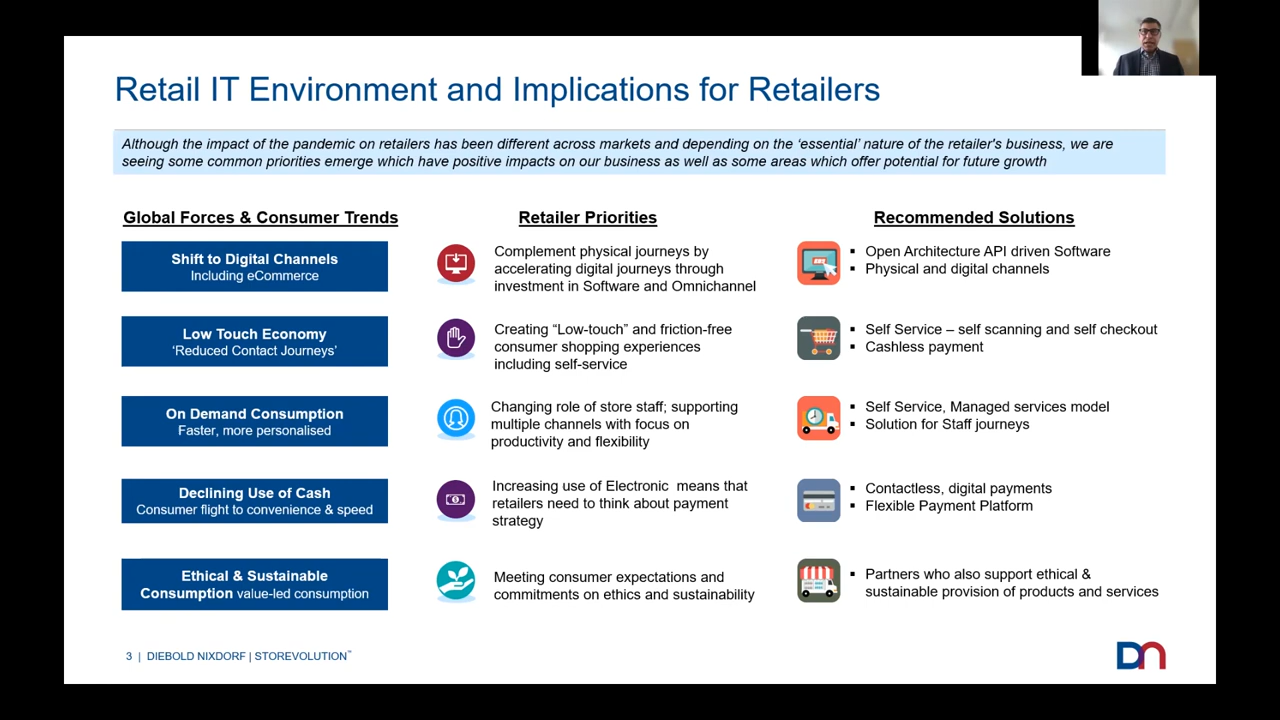 Retail IT Environment and Implications for Retailers
Although the impact of the pandemic on retailers has been different across markets and depending on the ‘essential’ nature of the retailer's business, we are
seeing some common priorities emerge which have positive impacts on our business as well as some areas which offer potential for future growth
Global Forces & Consumer Trends
Retailer Priorities
Recommended Solutions
Shift to Digital Channels
Including eCommerce
Complement physical journeys by
accelerating digital journeys through
investment in Software and Omnichannel
▪ Open Architecture API driven Software
▪ Physical and digital channels
Low Touch Economy
‘Reduced Contact Journeys’
Creating “Low-touch” and friction-free
consumer shopping experiences
including self-service
▪ Self Service – self scanning and self checkout
▪ Cashless payment
On Demand Consumption
Faster, more personalised
Changing role of store staff; supporting
multiple channels with focus on
productivity and flexibility
▪ Self Service, Managed services model
▪ Solution for Staff journeys
Declining Use of Cash
Consumer flight to convenience & speed
Increasing use of Electronic means that
retailers need to think about payment
strategy
▪ Contactless, digital payments
▪ Flexible Payment Platform
Ethical & Sustainable
Consumption value-led consumption
Meeting consumer expectations and
commitments on ethics and sustainability
▪ Partners who also support ethical &
sustainable provision of products and services
3 | DIEBOLD NIXDORF | STOREVOLUTION™
DN